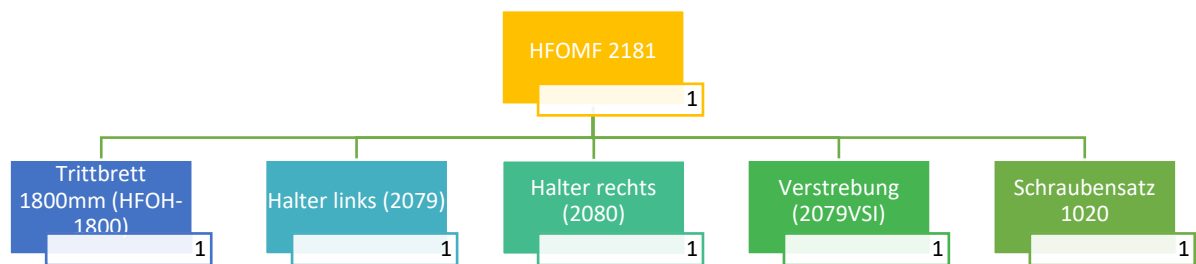 HFOMF 2181
1
Trittbrett
1800mm (HFOH-
1800)
1
Halter links (2079)
1
Halter rechts
(2080)
1
Verstrebung
(2079VSI)
1
Schraubensatz
1020
1